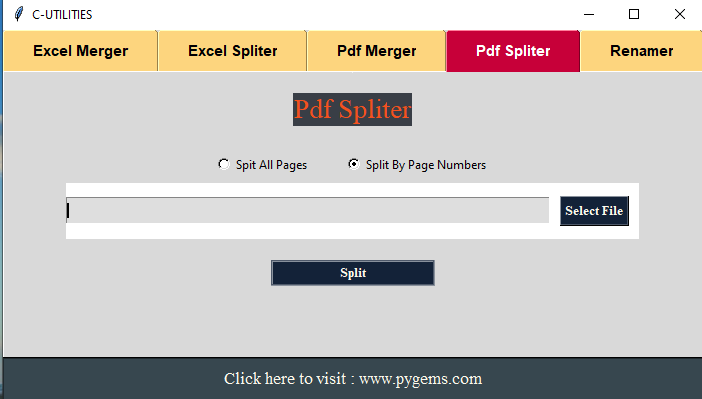 C-UTILITIES
Excel Merger Excel Spliter Pdf Merger Pdf Spliter Renamer
Pdf Spliter
Spit All Pages Split By Page Numbers
Select File
Split
Click here to visit : www.pygems.com